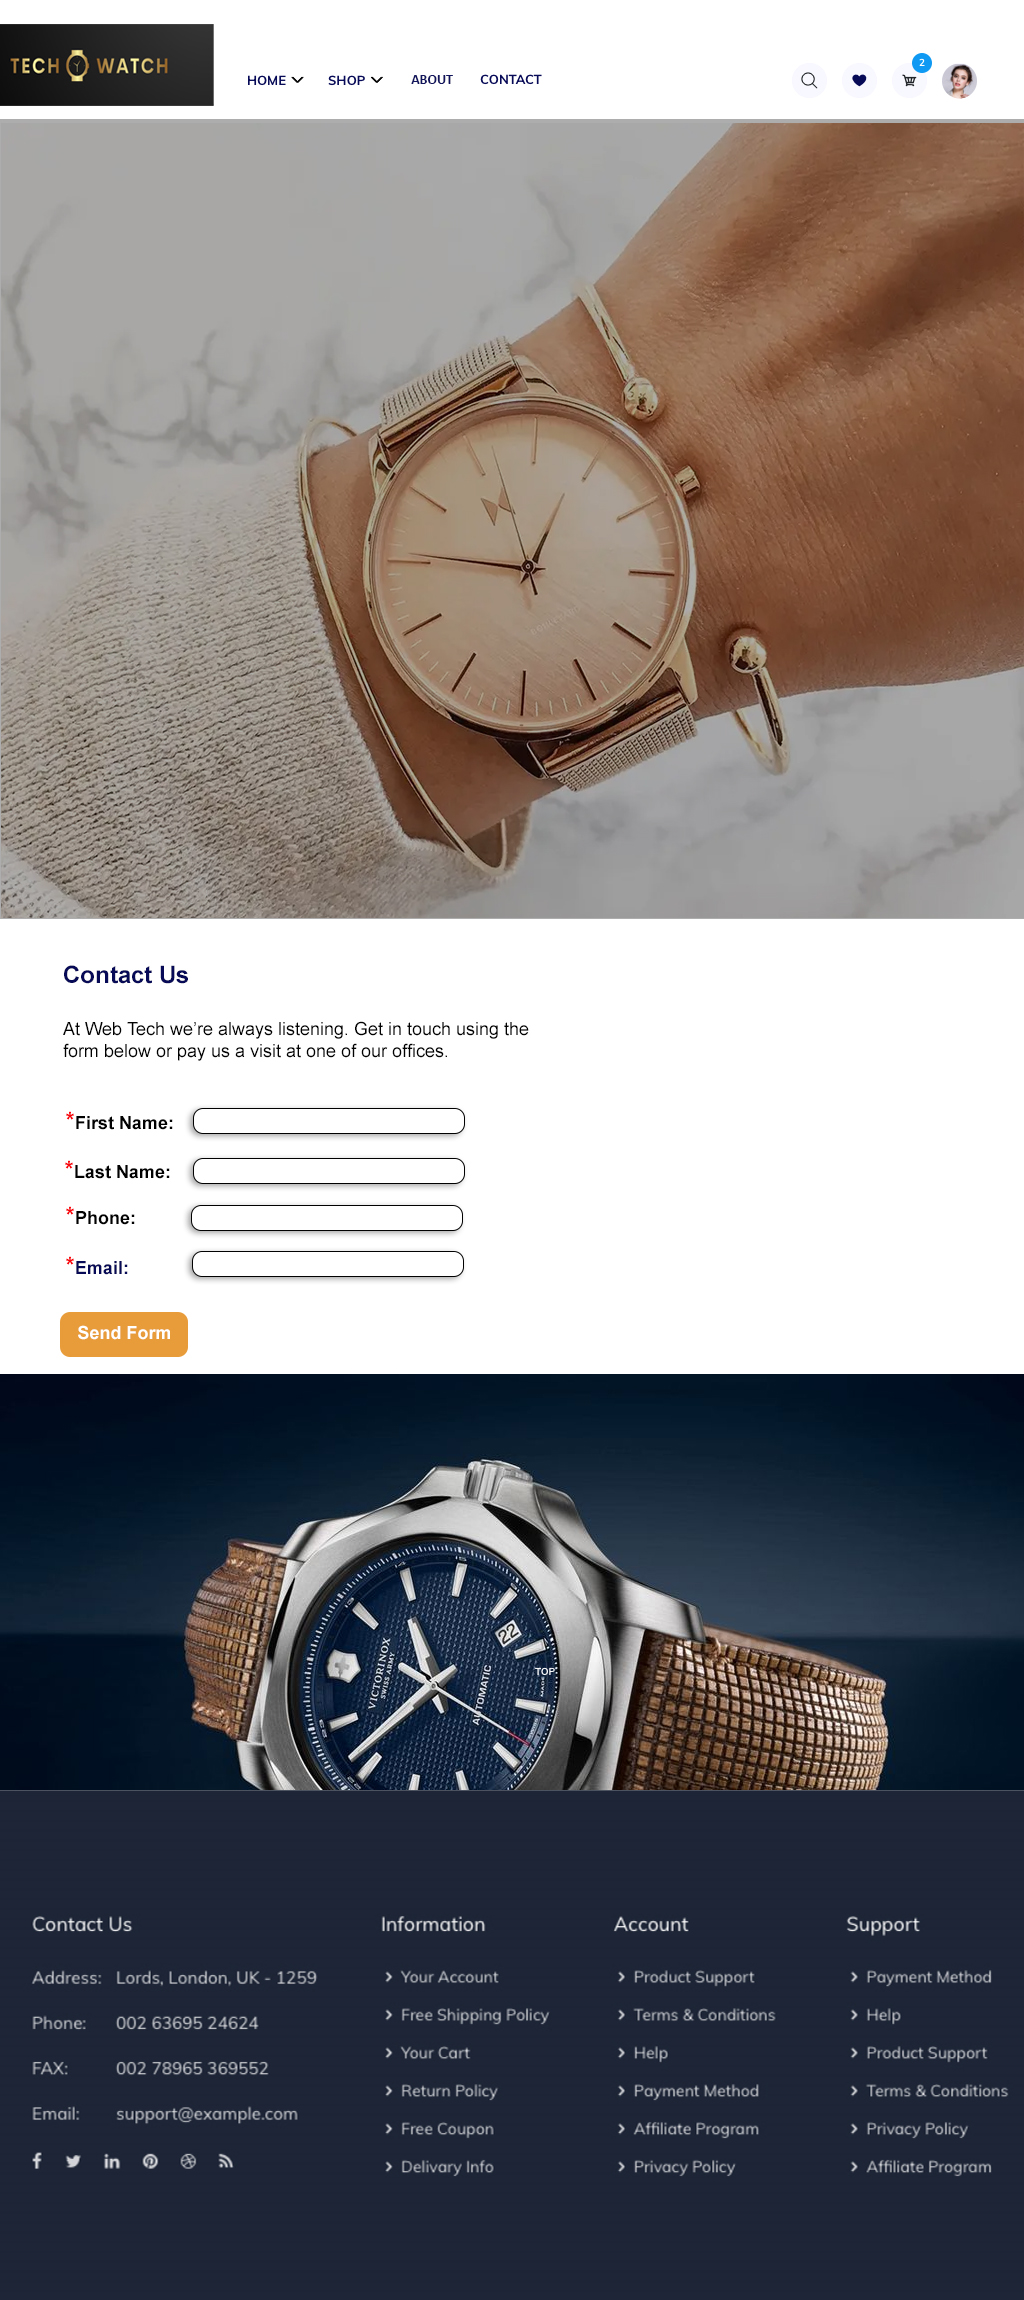 TECH WATCH
HOME SHOP ABOUT CONTACT
2
Contact Us
At Web Tech we're always listening. Get in touch using the
form below or pay us a visit at one of our offices.
*First Name:
*Last Name:
*Phone:
*Email:
Send Form
22
VICTORINOX
SWISS ARMY
AUTOMATIC
TOP
Contact Us
Address: Lords, London, UK - 1259
Phone: 002 63695 24624
FAX: 002 78965 369552
Email: support@example.com
Information
Your Account
Free Shipping Policy
Your Cart
Return Policy
Free Coupon
Delivary Info
Account
Product Support
Terms & Conditions
Help
Payment Method
Affiliate Program
Privacy Policy
Support
Payment Method
Help
Product Support
Terms & Conditions
Privacy Policy
Affiliate Program